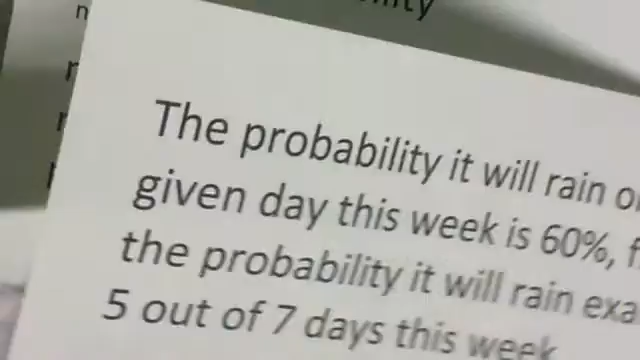 The probability it will rain o
given day this week is 60%, f
the probability it will rain exa
5 out of 7 days this week